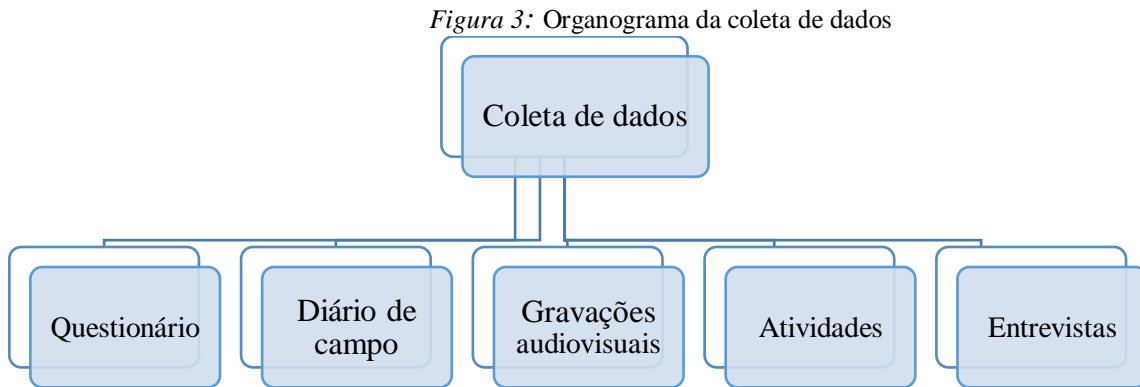 Figura 3: Organograma da coleta de dados
Coleta de dados
Questionário
Diário de
campo
Gravações
audiovisuais
Atividades
Entrevistas